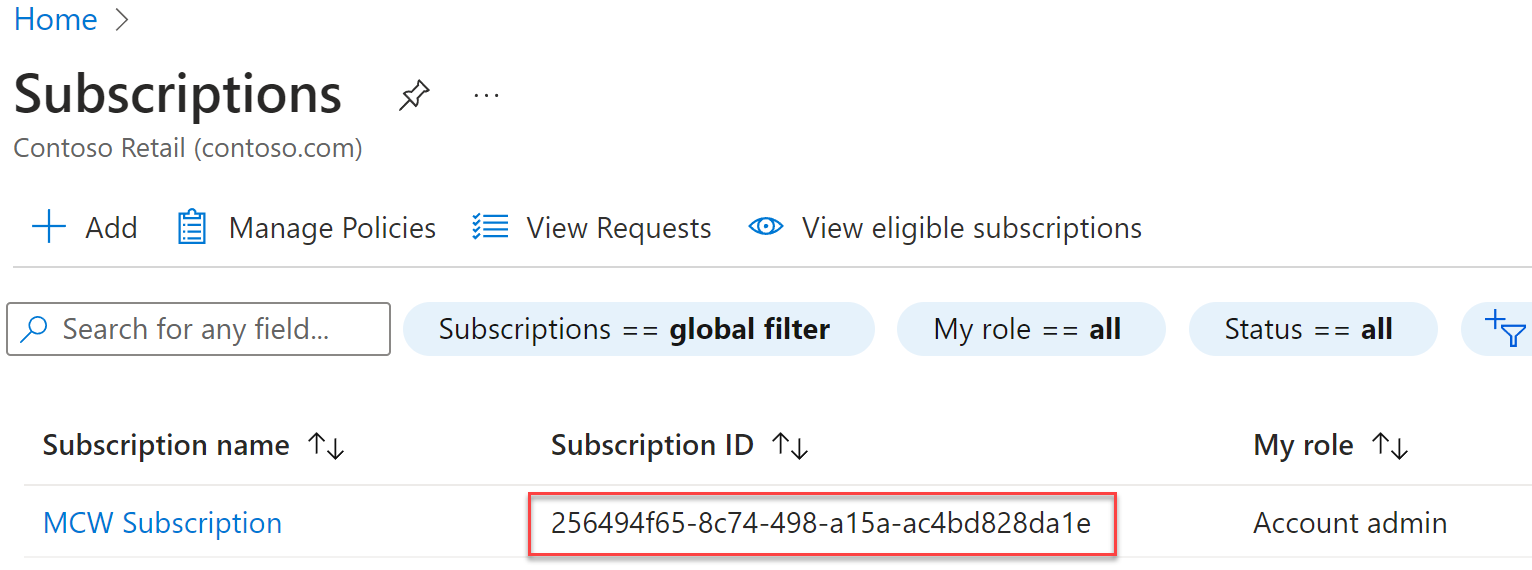 Home
Subscriptions
Contoso Retail (contoso.com)
Add Manage Policies View Requests View eligible subscriptions
Search for any field... Subscriptions == global filter My role == all Status == all
Subscription name Subscription ID My role
MCW Subscription 256494f65-8c74-498-a15a-ac4bd828da1e Account admin